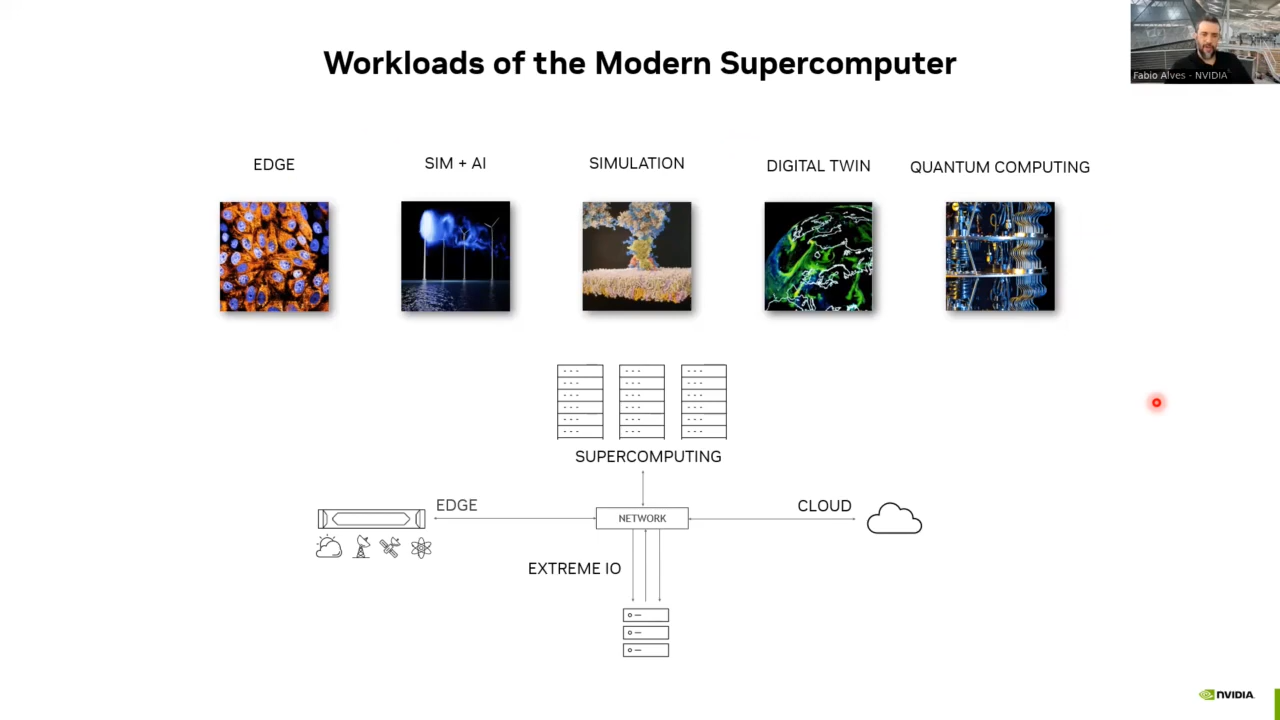 Workloads of the Modern Supercomputer
Fabio Alves - NVIDIA
EDGE
SIM + AI
SIMULATION
DIGITAL TWIN
QUANTUM COMPUTING
SUPERCOMPUTING
EDGE
NETWORK
CLOUD
EXTREME IO
NVIDIA